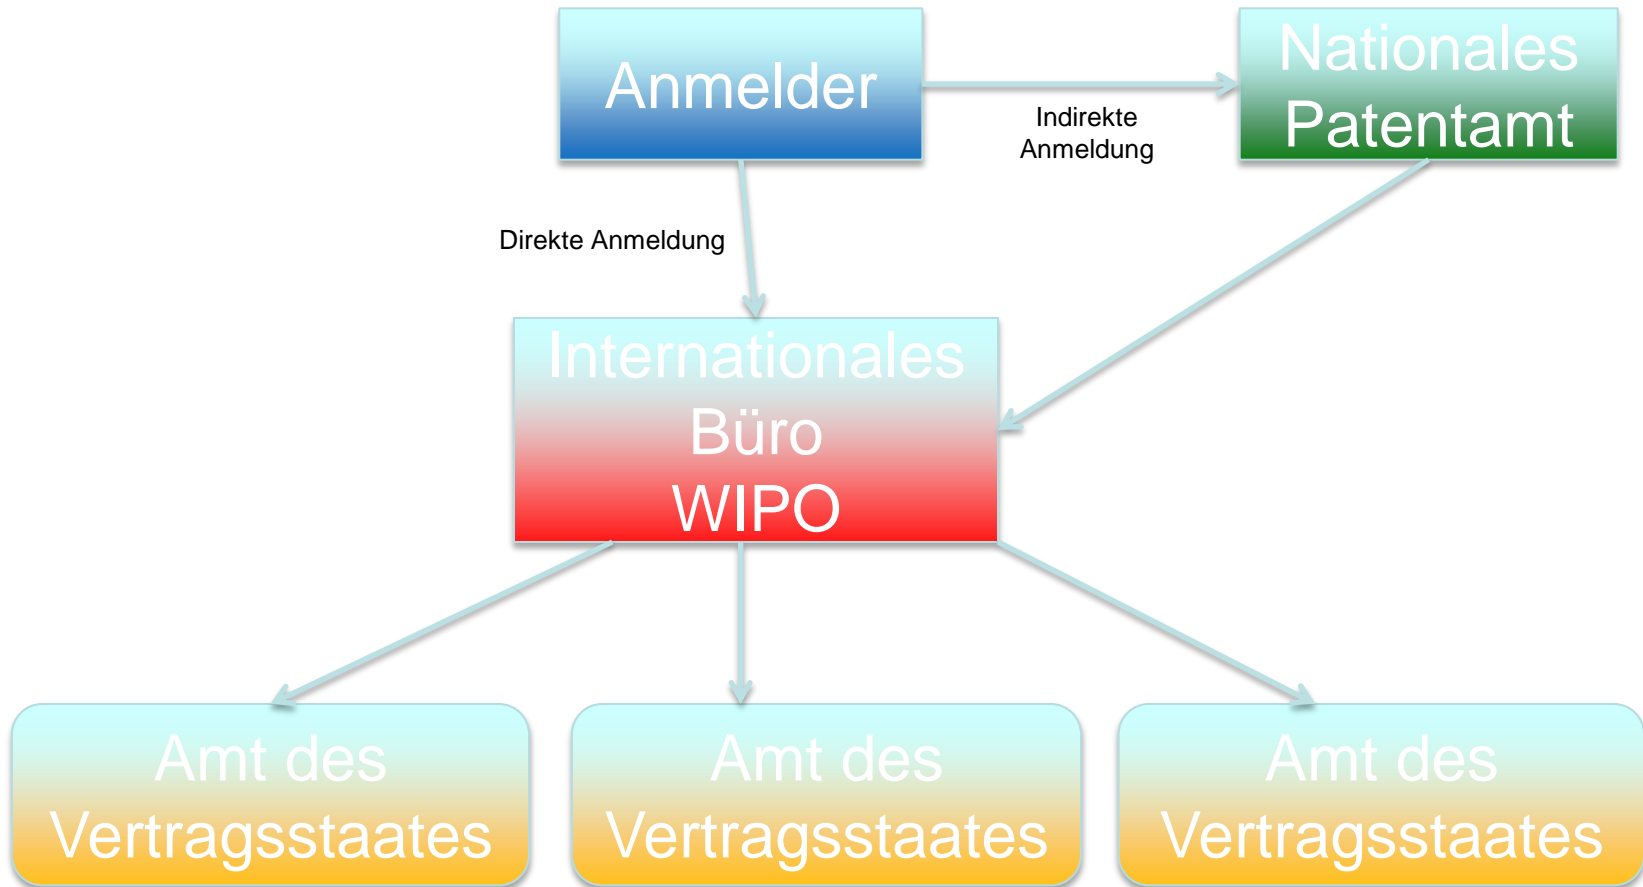 Anmelder
Nationales
Patentamt
Indirekte
Anmeldung
Direkte Anmeldung
Internationales
Büro
WIPO
Amt des
Vertragsstaates
Amt des
Vertragsstaates
Amt des
Vertragsstaates